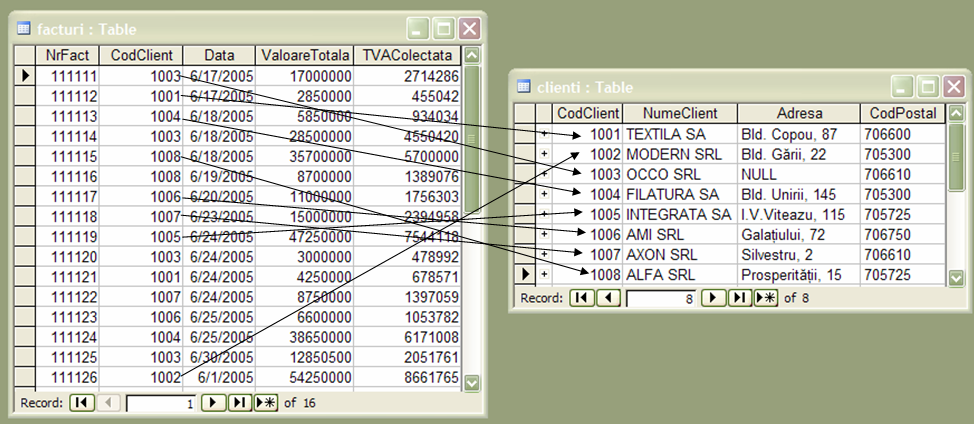 facturi : Table
NrFact CodClient Data ValoareTotala TVAColectata
111111 1003 6/17/2005 17000000 2714286
111112 1001 6/17/2005 2850000 455042
111113 1004 6/18/2005 5850000 934034
111114 1003 6/18/2005 28500000 4550420
111115 1008 6/18/2005 35700000 5700000
111116 1008 6/19/2005 8700000 1389076
111117 1006 6/20/2005 11000000 1756303
111118 1007 6/23/2005 15000000 2394958
111119 1005 6/24/2005 47250000 7544118
111120 1003 6/24/2005 3000000 478992
111121 1001 6/24/2005 4250000 678571
111122 1007 6/24/2005 8750000 1397059
111123 1006 6/25/2005 6600000 1053782
111124 1004 6/25/2005 38650000 6171008
111125 1003 6/30/2005 12850500 2051761
111126 1002 6/1/2005 54250000 8661765
Record: 1 of 16
clienti : Table
CodClient NumeClient Adresa CodPostal
+ 1001 TEXTILA SA Bld. Copou, 87 706600
+ 1002 MODERN SRL Bld. Gării, 22 705300
+ 1003 OCCO SRL NULL 706610
+ 1004 FILATURA SA Bld. Unirii, 145 705300
+ 1005 INTEGRATA SA I.V.Viteazu, 115 705725
+ 1006 AMI SRL Galațiului, 72 706750
+ 1007 AXON SRL Silvestru, 2 706610
+ 1008 ALFA SRL Prosperității, 15 705725
Record: 8 of 8